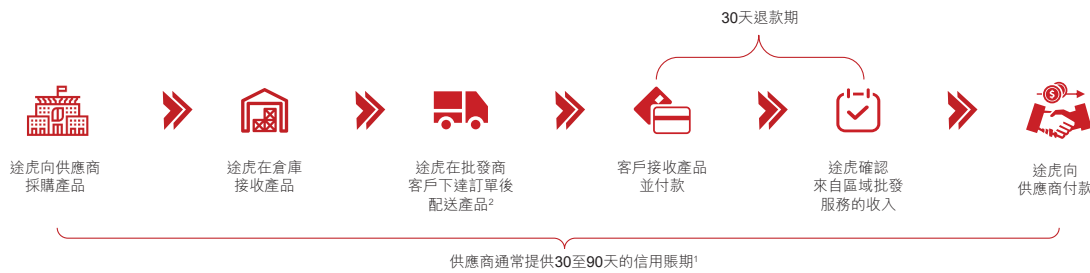 30天退款期
途虎向供應商
採購產品
途虎在倉庫
接收產品
途虎在批發商
客戶下達訂單後
配送產品²
客戶接收產品
並付款
途虎確認
來自區域批發
服務的收入
途虎向
供應商付款
供應商通常提供30至90天的信用賬期¹